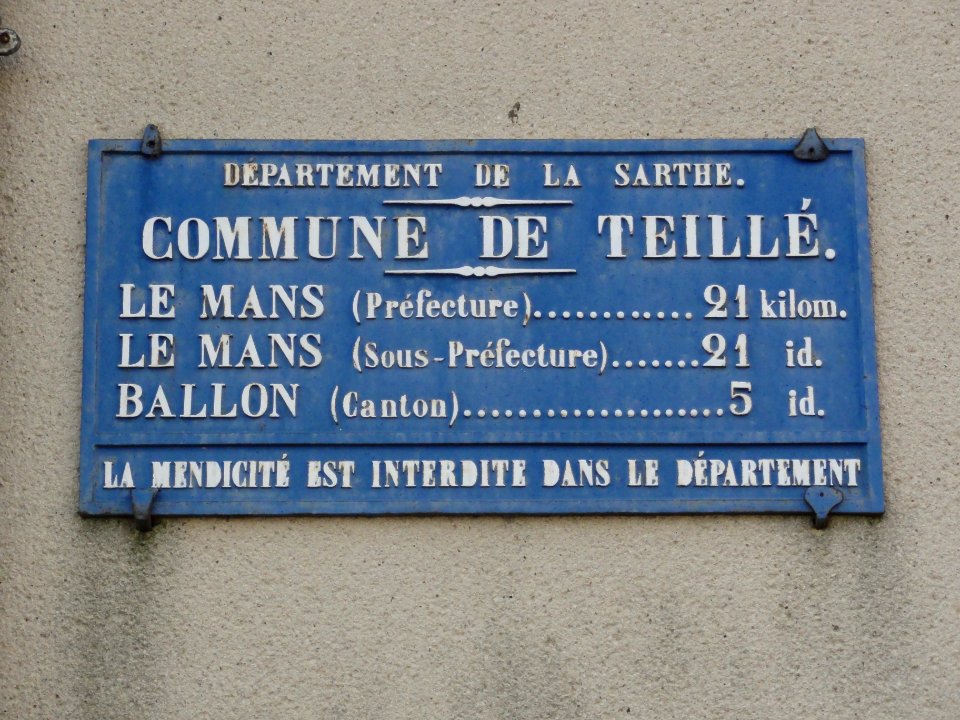 DÉPARTEMENT DE LA SARTHE.
COMMUNE DE TEILLÉ.
LE MANS (Préfecture)............. 21 kilom.
LE MANS (Sous-Préfecture)....... 21 id.
BALLON (Canton)....................... 5 id.
LA MENDICITÉ EST INTERDITE DANS LE DÉPARTEMENT